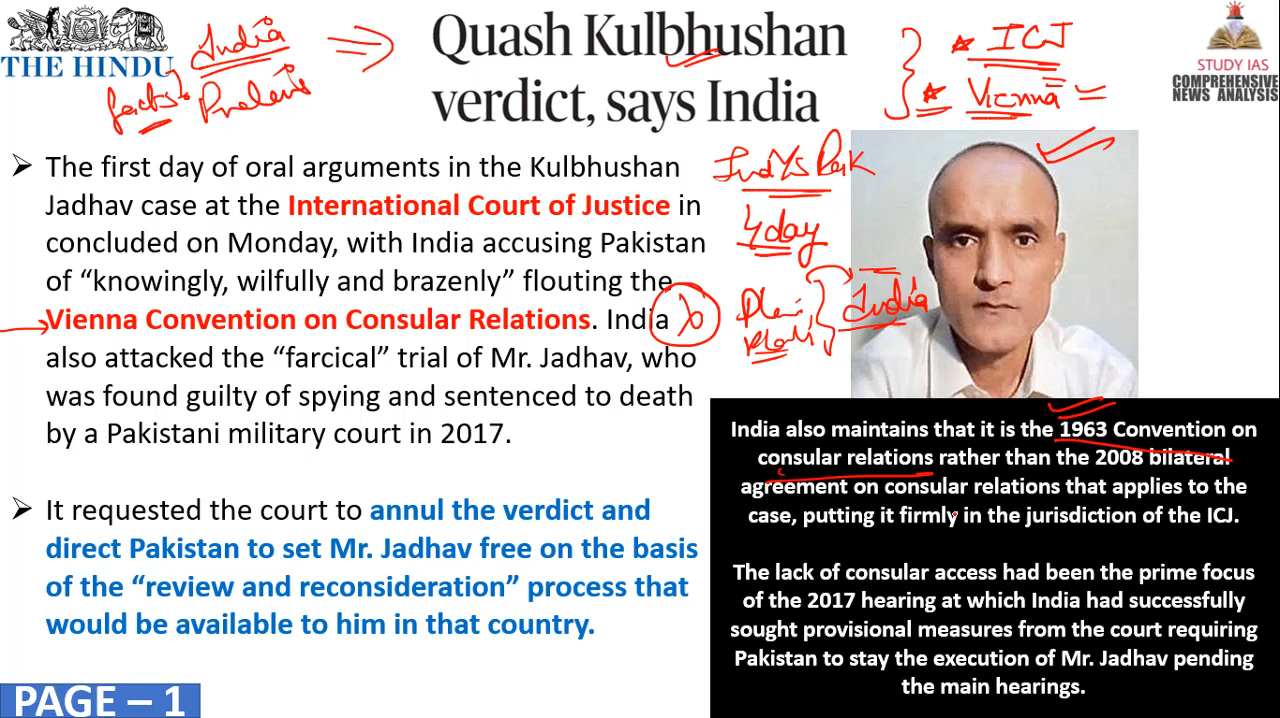 THE HINDU
India
facts
Quash Kulbhushan
verdict, says India
ICJ
Vienna
STUDY IAS
COMPREHENSIVE
NEWS ANALYSIS
➢ The first day of oral arguments in the Kulbhushan
Jadhav case at the International Court of Justice in
concluded on Monday, with India accusing Pakistan
of “knowingly, wilfully and brazenly” flouting the
Vienna Convention on Consular Relations. India
also attacked the “farcical” trial of Mr. Jadhav, who
was found guilty of spying and sentenced to death
by a Pakistani military court in 2017.
➢ It requested the court to annul the verdict and
direct Pakistan to set Mr. Jadhav free on the basis
of the “review and reconsideration” process that
would be available to him in that country.
Ind Vs Pak
4 day
India
India also maintains that it is the 1963 Convention on
consular relations rather than the 2008 bilateral
agreement on consular relations that applies to the
case, putting it firmly in the jurisdiction of the ICJ.
The lack of consular access had been the prime focus
of the 2017 hearing at which India had successfully
sought provisional measures from the court requiring
Pakistan to stay the execution of Mr. Jadhav pending
the main hearings.
PAGE – 1